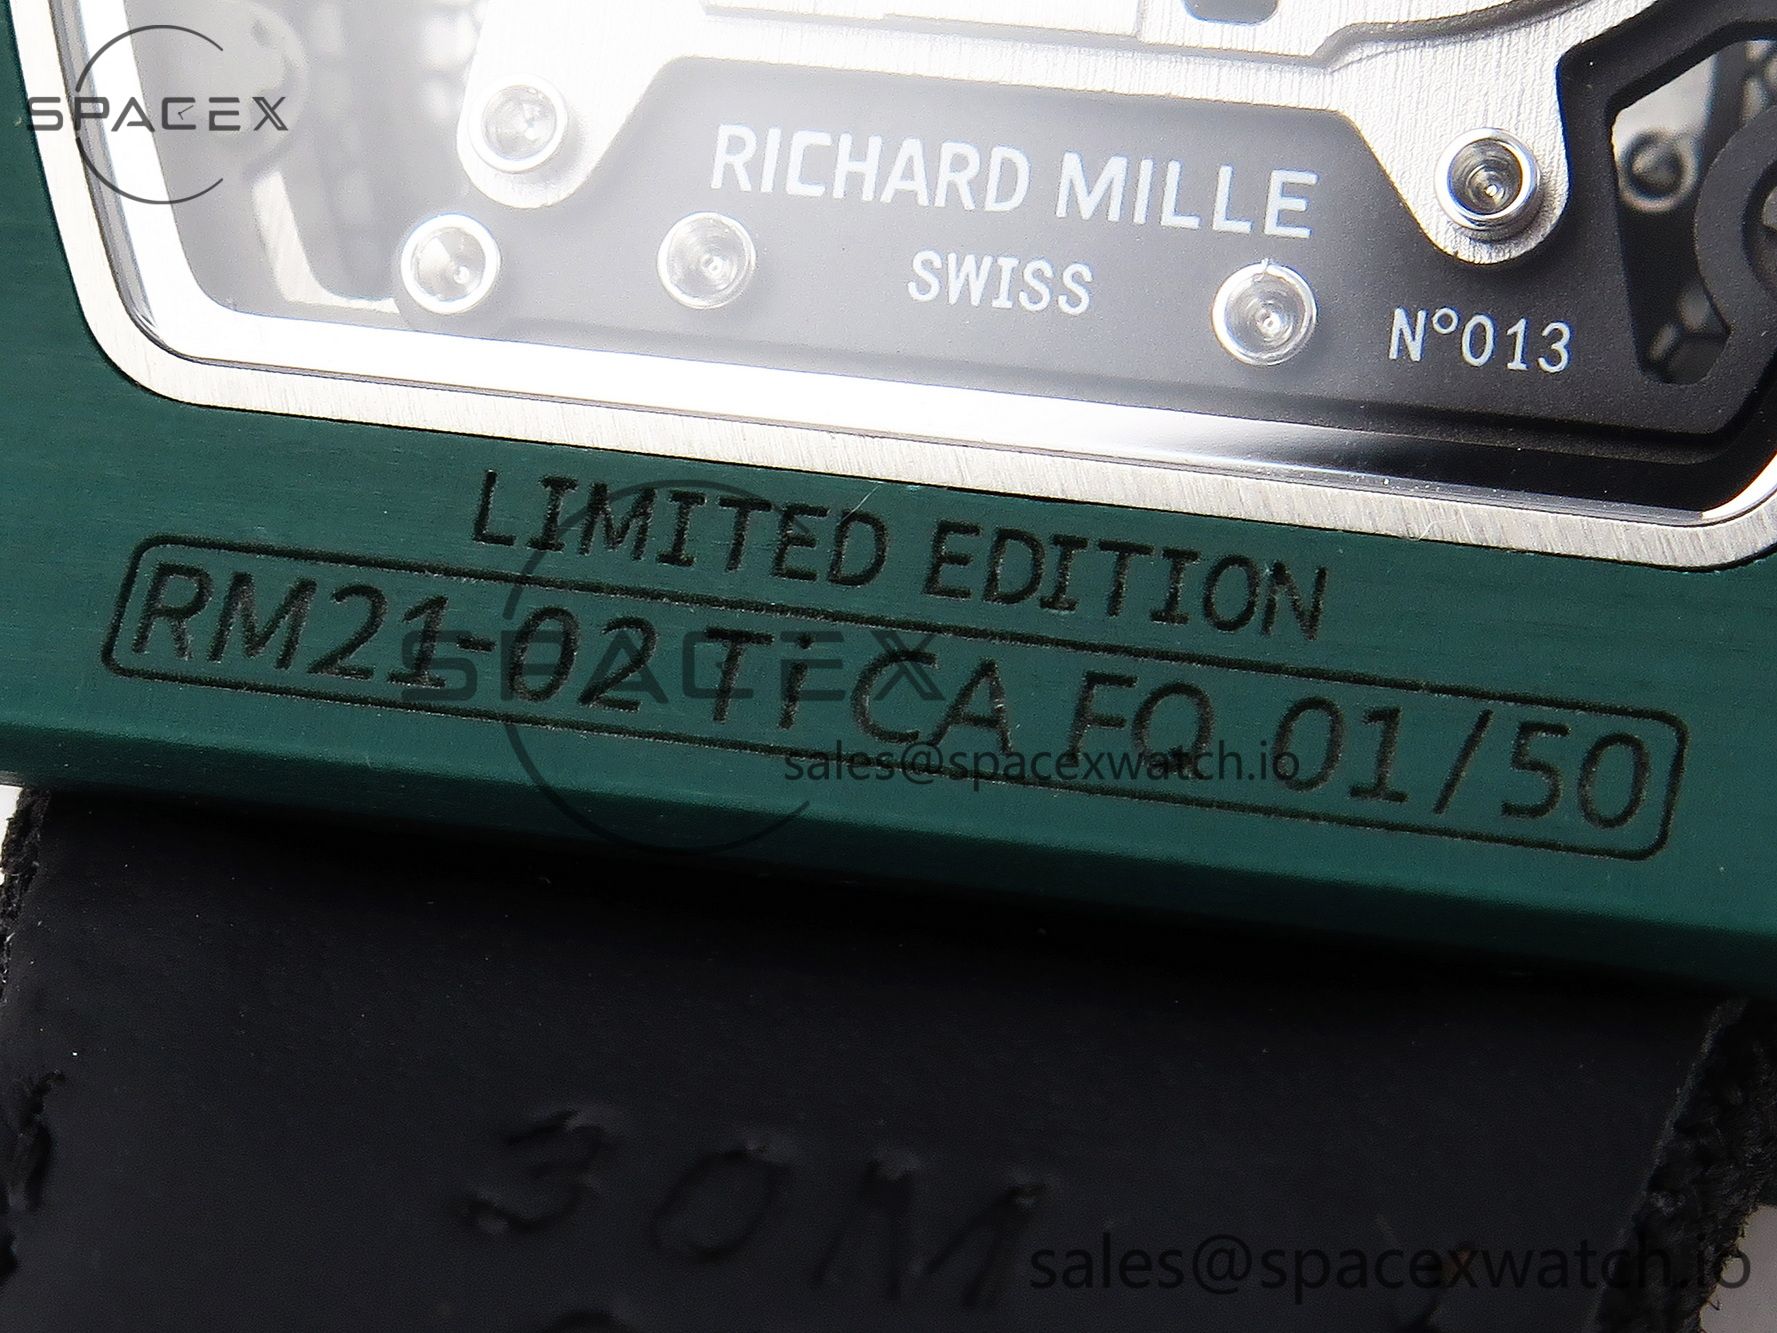 SPACEX
RICHARD MILLE
SWISS
N°013
LIMITED EDITION
RM21-02 Ti CA FQ 01/50
SPACEX
sales@spacexwatch.io
30M
sales@spacexwatch.io